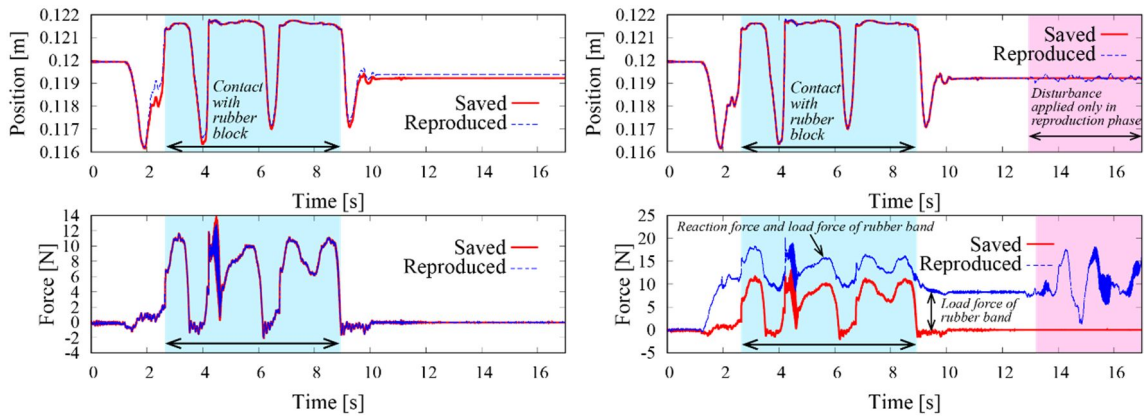 0.122
0.121
0.12
0.119
0.118
0.117
0.116
Position [m]
Contact
with
rubber
block
Saved
Reproduced
0 2 4 6 8 10 12 14 16
Time [s]
14
12
10
8
6
4
2
0
-2
-4
Force [N]
Saved
Reproduced
0 2 4 6 8 10 12 14 16
Time [s]
0.122
0.121
0.12
0.119
0.118
0.117
0.116
Position [m]
Contact
with
rubber
block
Saved
Reproduced
Disturbance
applied only in
reproduction phase
0 2 4 6 8 10 12 14 16
Time [s]
25
20
15
10
5
0
-5
Force [N]
Reaction force and load force of rubber band
Saved
Reproduced
Load force of
rubber band
0 2 4 6 8 10 12 14 16
Time [s]